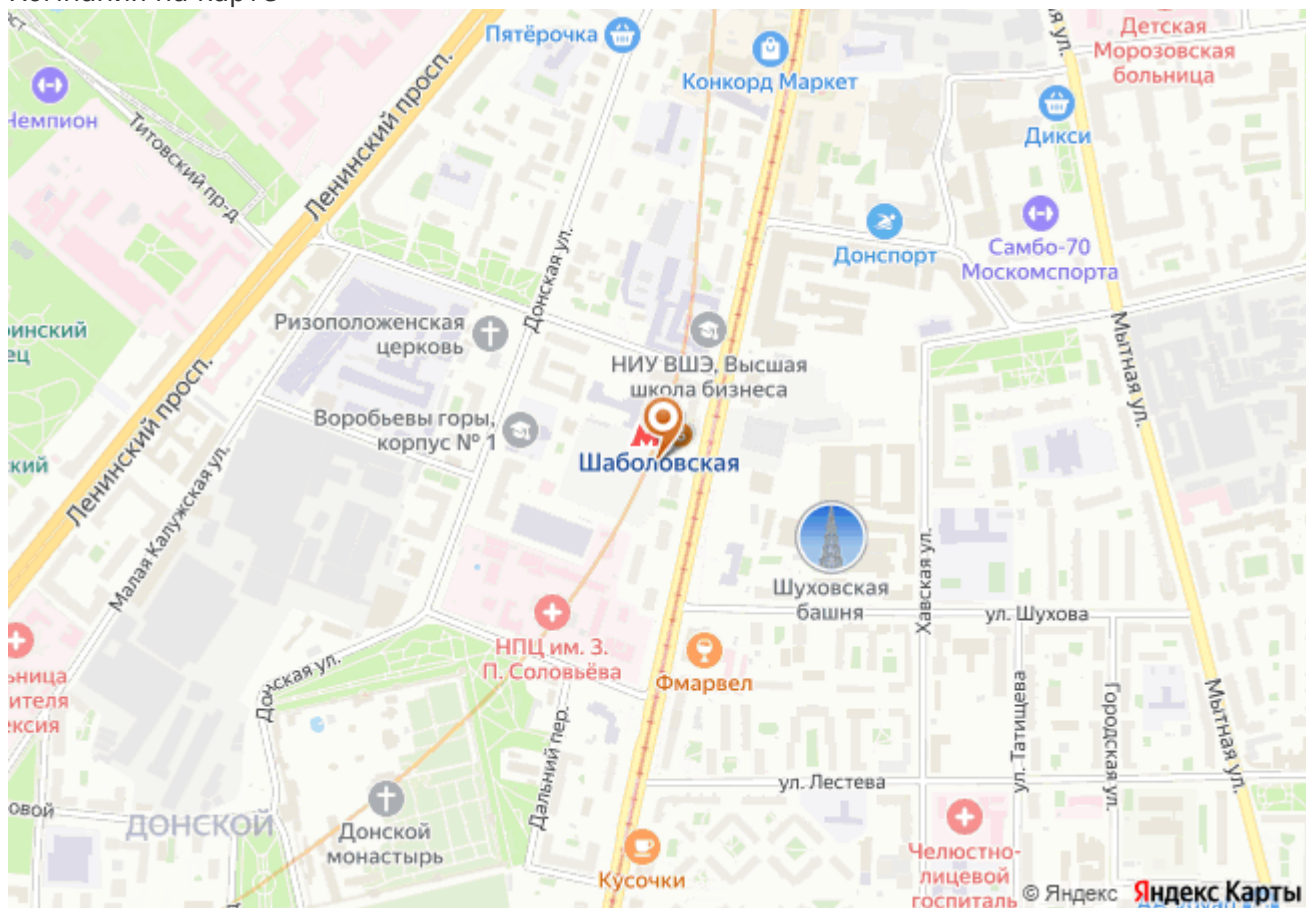 Пятёрочка
Конкорд Маркет
Детская
Морозовская
больница
Дикси
Чемпион
Титовский пр-д
Ленинский просп.
Донская ул.
Донспорт
Самбо-70
Москомспорта
Мытная ул.
Ризоположенская
церковь
НИУ ВШЭ, Высшая
школа бизнеса
Воробьевы горы,
корпус № 1
Шаболовская
Ленинский просп.
Малая Калужская ул.
Шуховская
башня
Хавская ул.
ул. Шухова
НПЦ им. З.
П. Соловьёва
Фмарвел
Донская ул.
Дальний пер.
ул. Татищева
Городская ул.
Мытная ул.
ул. Лестева
ДОНСКОЙ
Донской
монастырь
Кусочки
Челюстно-
лицевой
госпиталь
© Яндекс Яндекс Карты